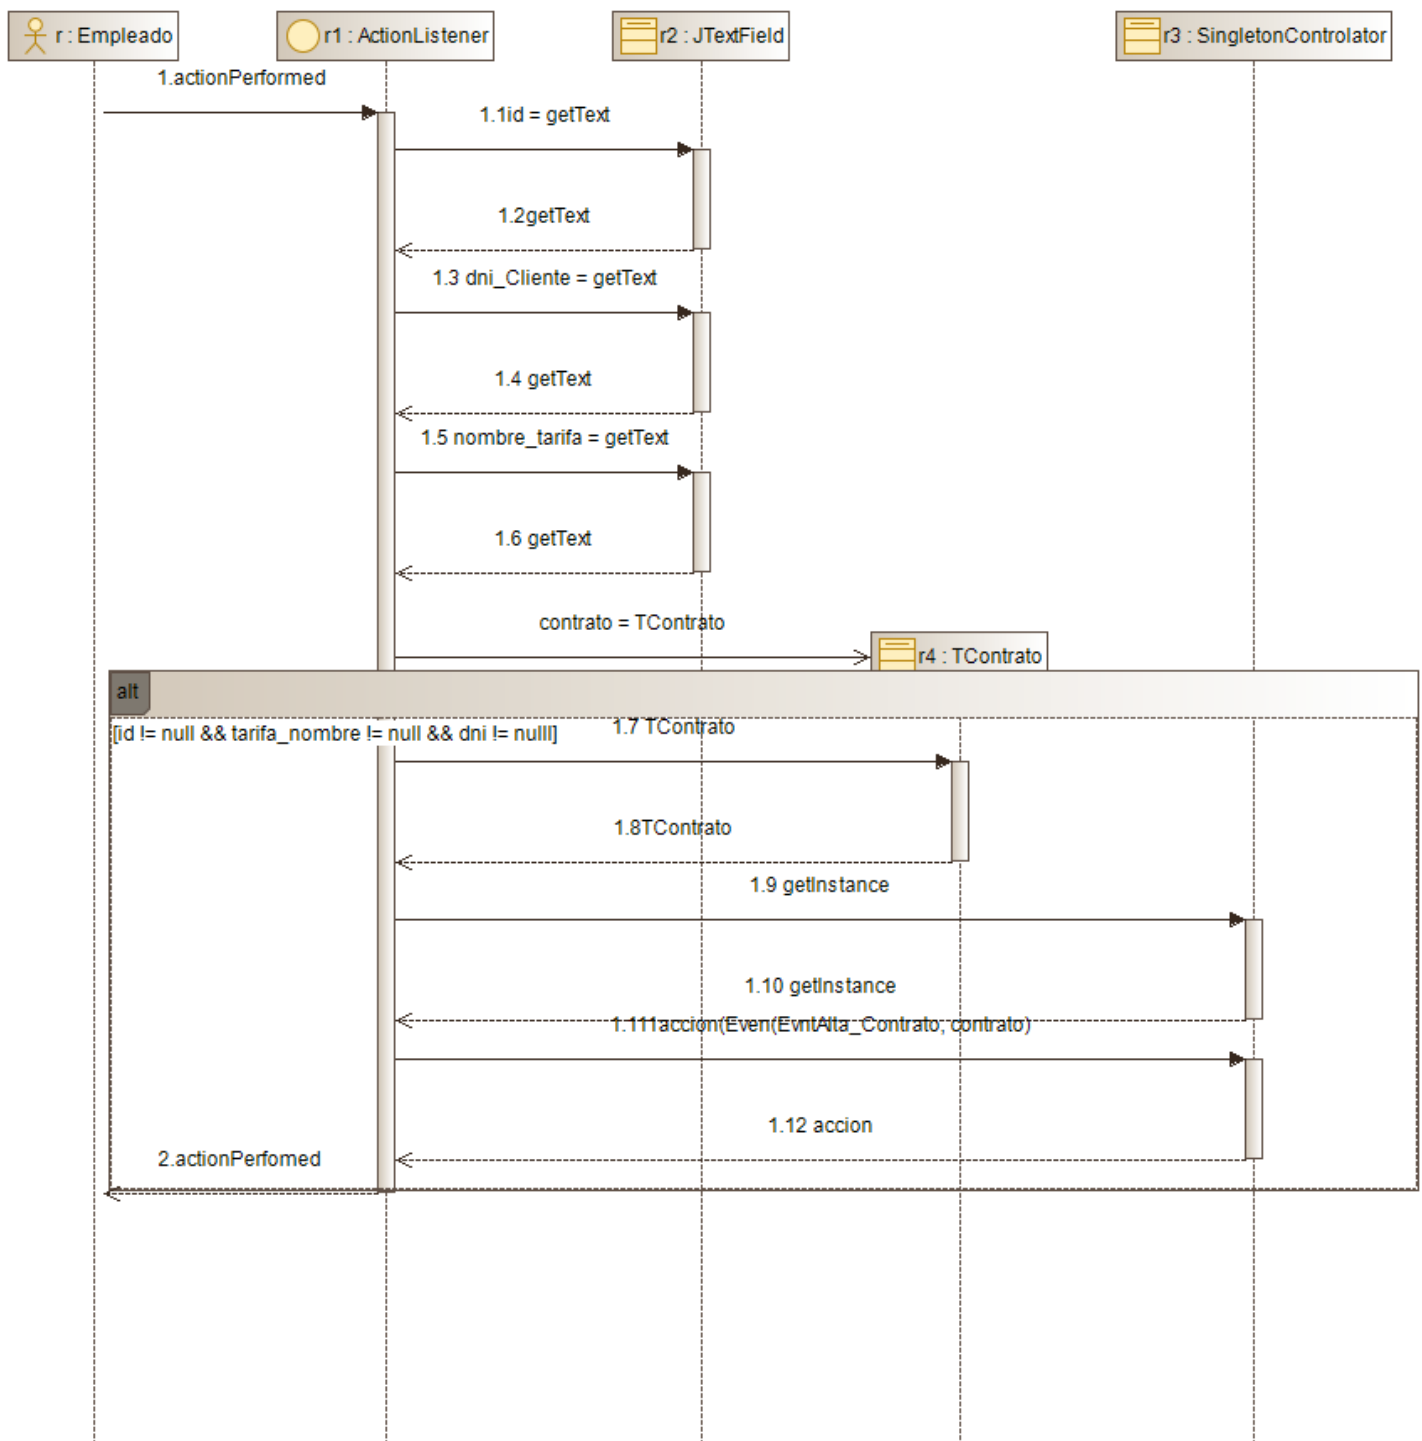 r : Empleado
r1 : ActionListener
r2 : JTextField
r3 : SingletonControlator
1.actionPerformed
1.1id = getText
1.2getText
1.3 dni_Cliente = getText
1.4 getText
1.5 nombre_tarifa = getText
1.6 getText
contrato = TContrato
r4 : TContrato
alt
[id != null && tarifa_nombre != null && dni != nulll]
1.7 TContrato
1.8TContrato
1.9 getInstance
1.10 getInstance
1.111accion(Even(EvntAlta_Contrato, contrato)
1.12 accion
2.actionPerfomed